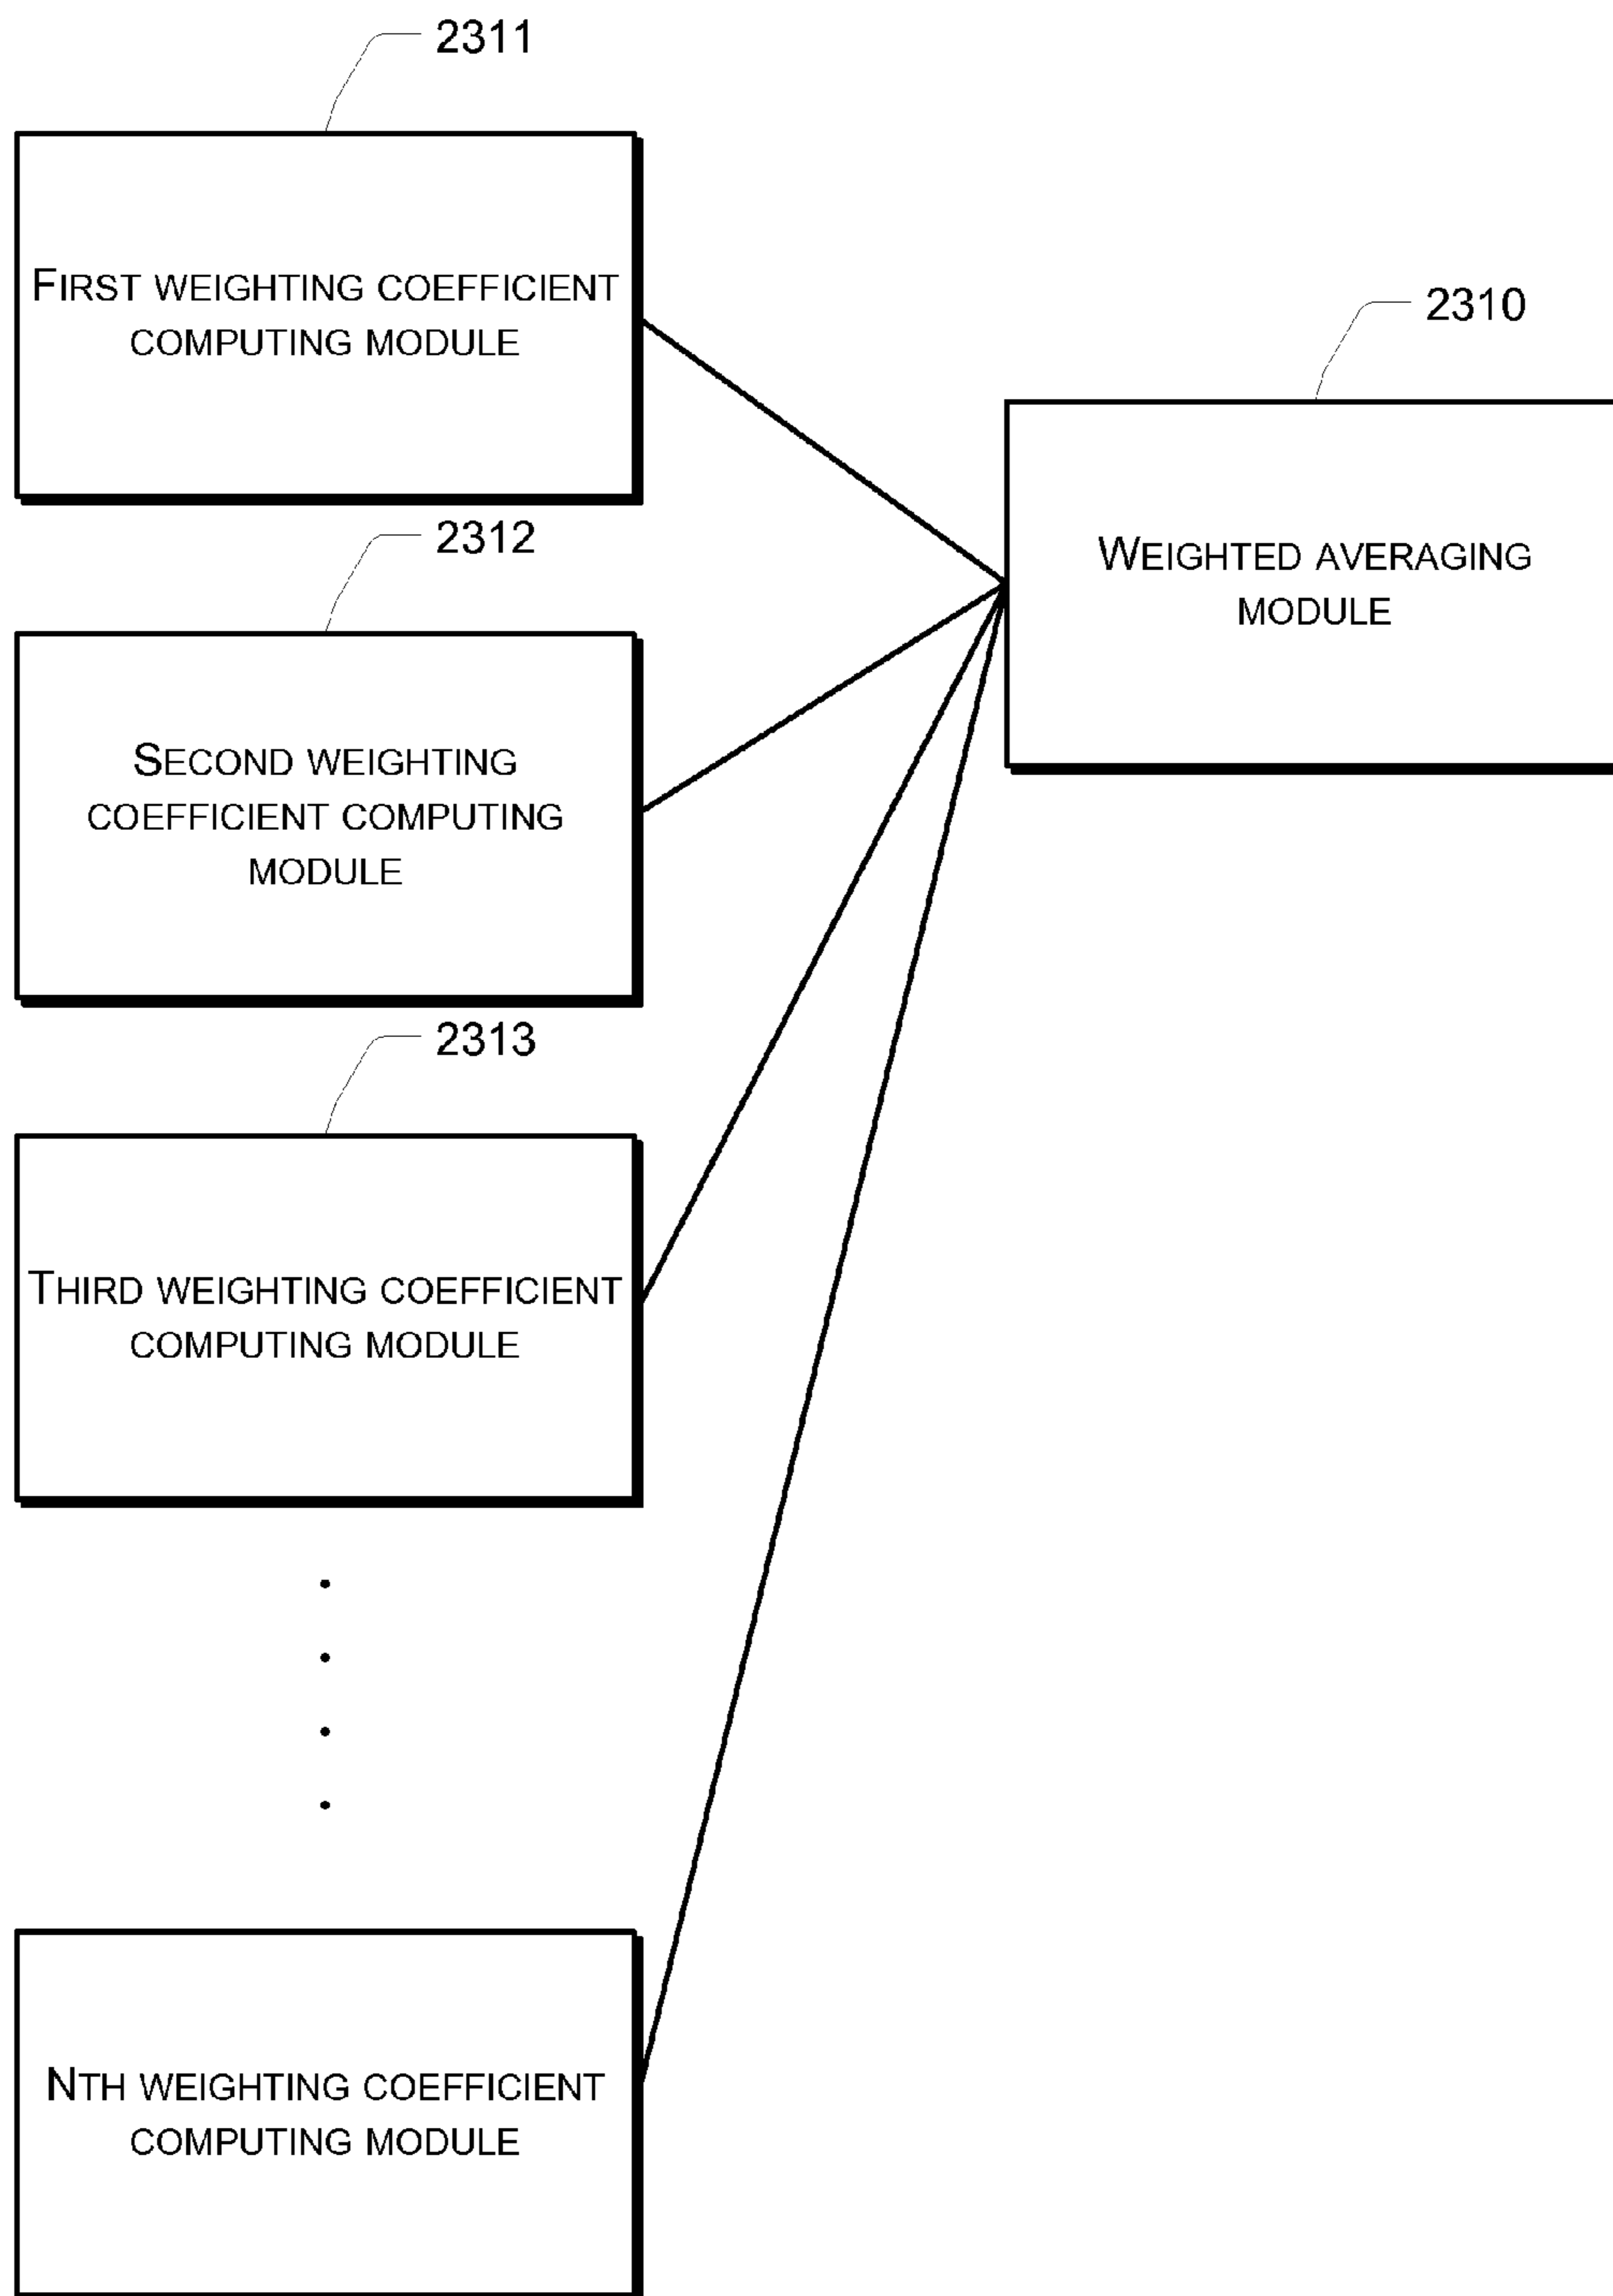 2311
FIRST WEIGHTING COEFFICIENT
COMPUTING MODULE
2310
WEIGHTED AVERAGING
MODULE
2312
SECOND WEIGHTING
COEFFICIENT COMPUTING
MODULE
2313
THIRD WEIGHTING COEFFICIENT
COMPUTING MODULE
NTH WEIGHTING COEFFICIENT
COMPUTING MODULE